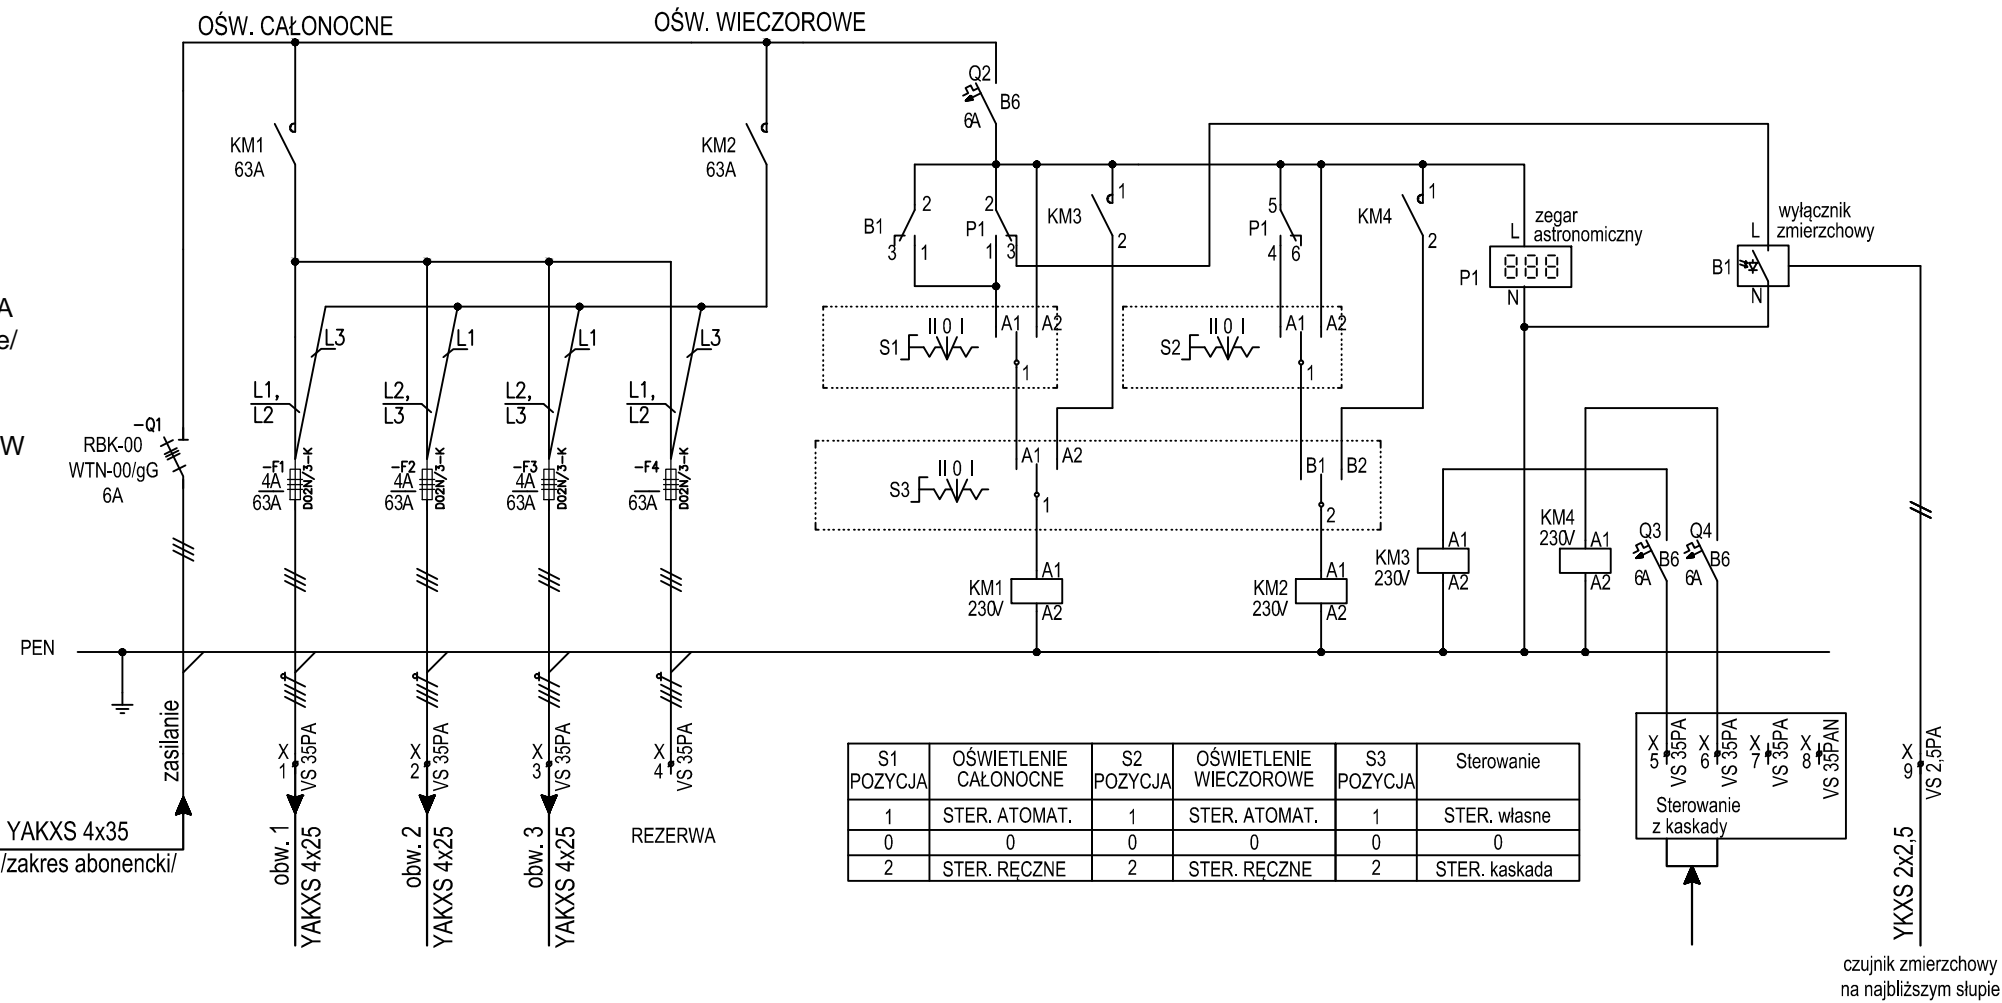 OŚW. CAŁONOCNE
OŚW. WIECZOROWE
KM1
63A
KM2
63A
Q2
B6
6A
B1
2
3
1
P1
2
1
3
KM3
1
2
P1
5
4
6
KM4
1
2
zegar
astronomiczny
L
P1
888
N
wyłącznik
zmierzchowy
L
B1
N
A
e/
W
L3
L1
L1
L3
L1,
L2
L2,
L3
L2,
L3
L1,
L2
S1
II 0 I
A1
A2
1
S2
II 0 I
A1
A2
1
-Q1
RBK-00
WTN-00/gG
6A
-F1
4A
63A
D02N/3-K
-F2
4A
63A
D02N/3-K
-F3
4A
63A
D02N/3-K
-F4
63A
D02N/3-K
S3
II 0 I
A1
A2
1
B1
B2
2
KM1
230V
A1
A2
KM2
230V
A1
A2
KM3
230V
A1
A2
KM4
230V
A1
A2
Q3
B6
6A
Q4
B6
6A
PEN
zasilanie
YAKXS 4x35
/zakres abonencki/
X
1
VS 35PA
obw. 1
YAKXS 4x25
X
2
VS 35PA
obw. 2
YAKXS 4x25
X
3
VS 35PA
obw. 3
YAKXS 4x25
X
4
VS 35PA
REZERWA
S1 POZYCJA OŚWIETLENIE CAŁONOCNE S2 POZYCJA OŚWIETLENIE WIECZOROWE S3 POZYCJA Sterowanie
1 STER. ATOMAT. 1 STER. ATOMAT. 1 STER. własne
0 0 0 0 0 0
2 STER. RĘCZNE 2 STER. RĘCZNE 2 STER. kaskada
X
5
VS 35PA
X
6
VS 35PA
X
7
VS 35PA
X
8
VS 35PAN
Sterowanie
z kaskady
X
9
VS 2,5PA
YKXS 2x2,5
czujnik zmierzchowy
na najbliższym słupie